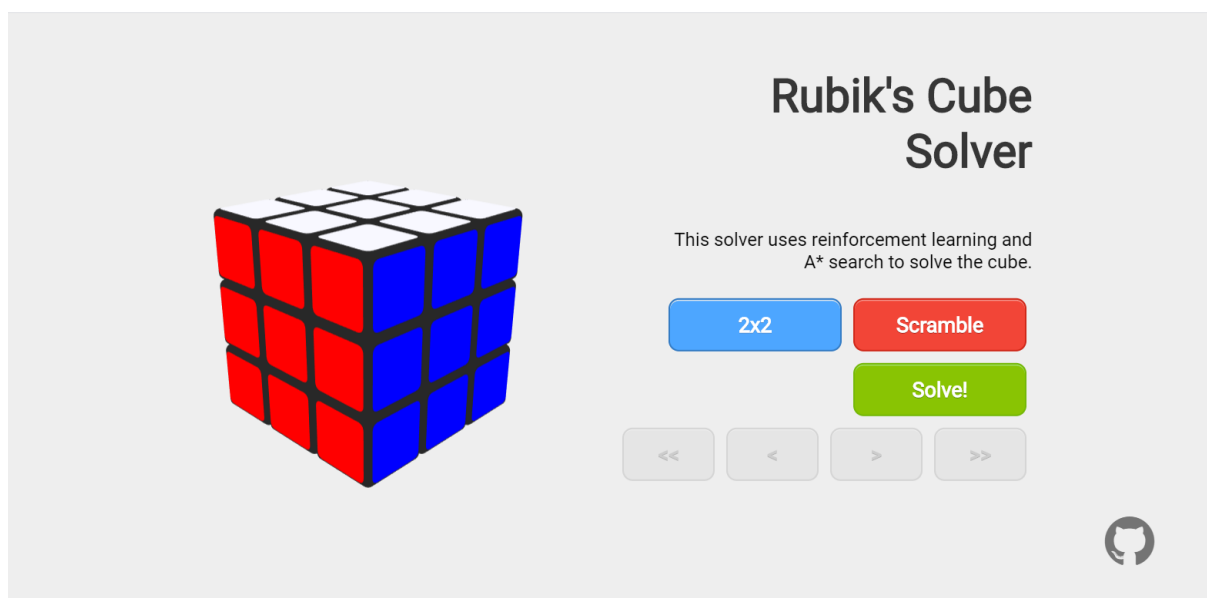 Rubik's Cube
Solver
This solver uses reinforcement learning and
A* search to solve the cube.
2x2
Scramble
Solve!
<<
<
>
>>